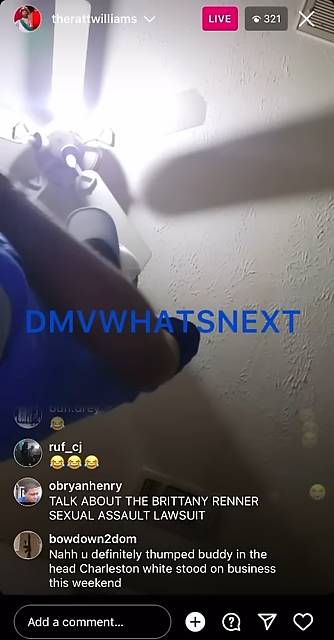 therattwilliams
LIVE
321
DMVWHATSNEXT
ruf_cj
😂😂😂
😂
obryanhenry
TALK ABOUT THE BRITTANY RENNER
SEXUAL ASSAULT LAWSUIT
bowdown2dom
Nahh u definitely thumped buddy in the
head Charleston white stood on business
this weekend
Add a comment...